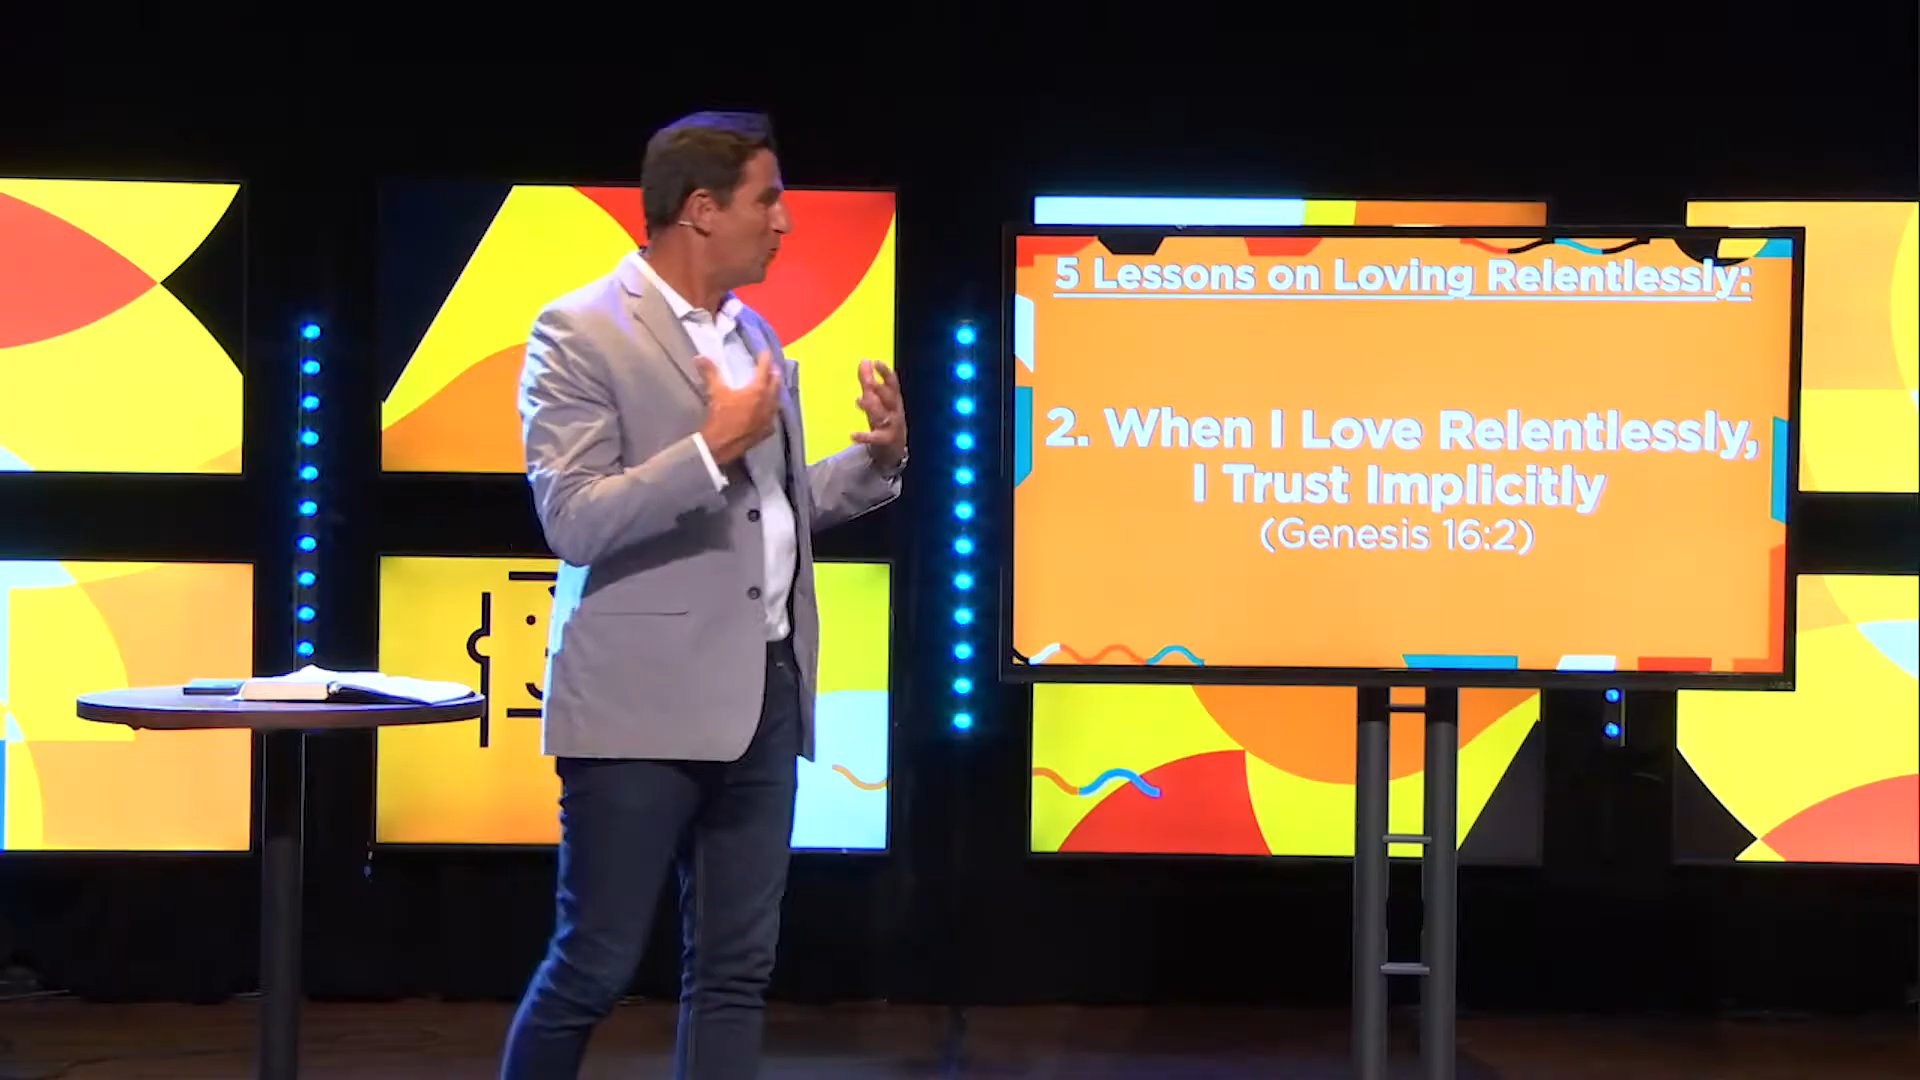 5 Lessons on Loving Relentlessly:
2. When I Love Relentlessly,
I Trust Implicitly
(Genesis 16:2)